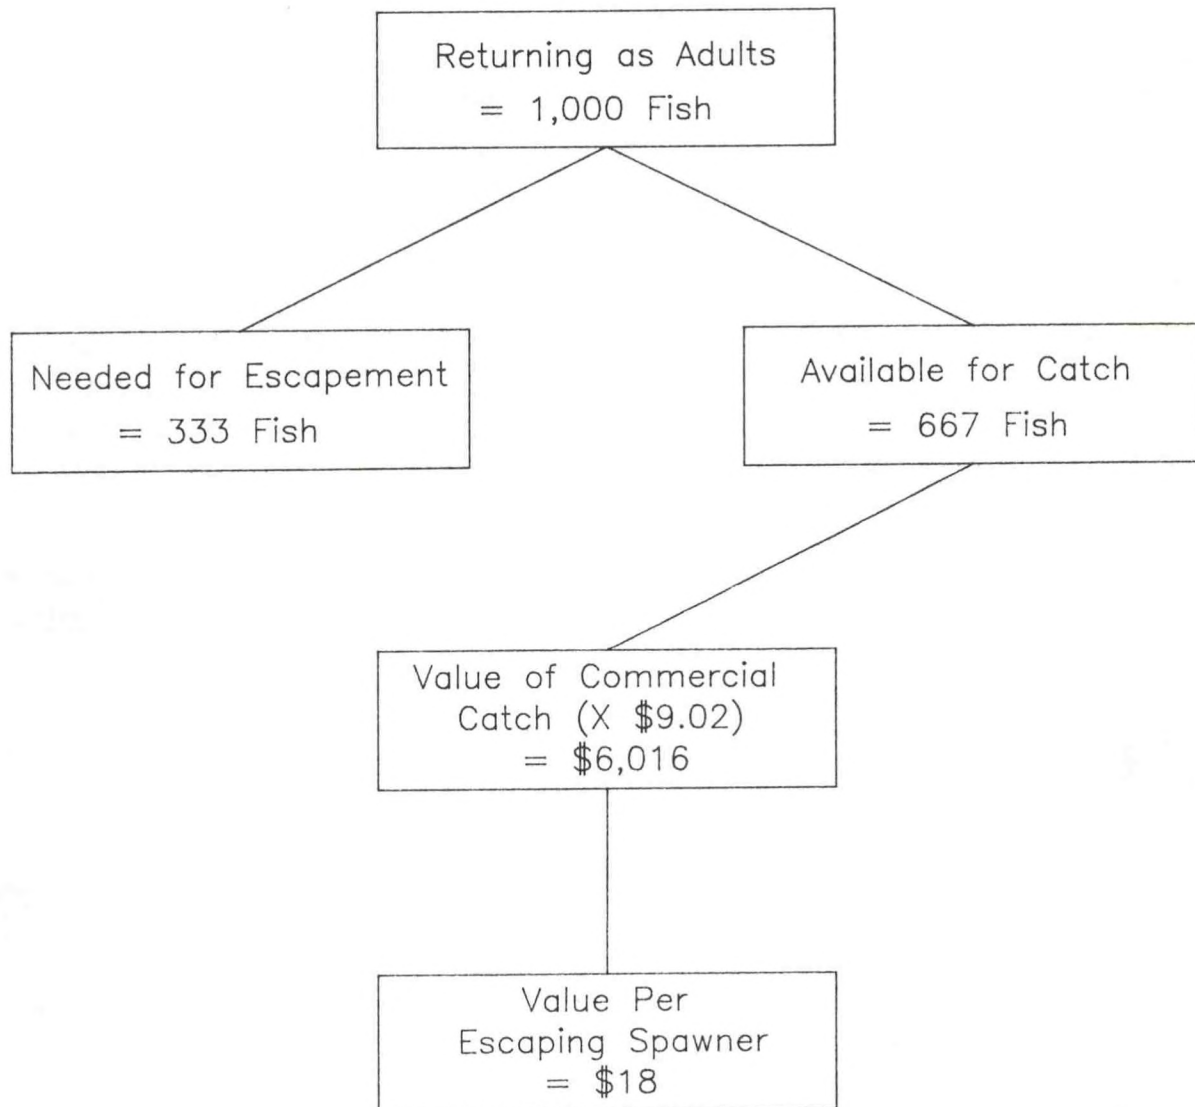 Returning as Adults
= 1,000 Fish
Needed for Escapement
= 333 Fish
Available for Catch
= 667 Fish
Value of Commercial
Catch (X $9.02)
= $6,016
Value Per
Escaping Spawner
= $18